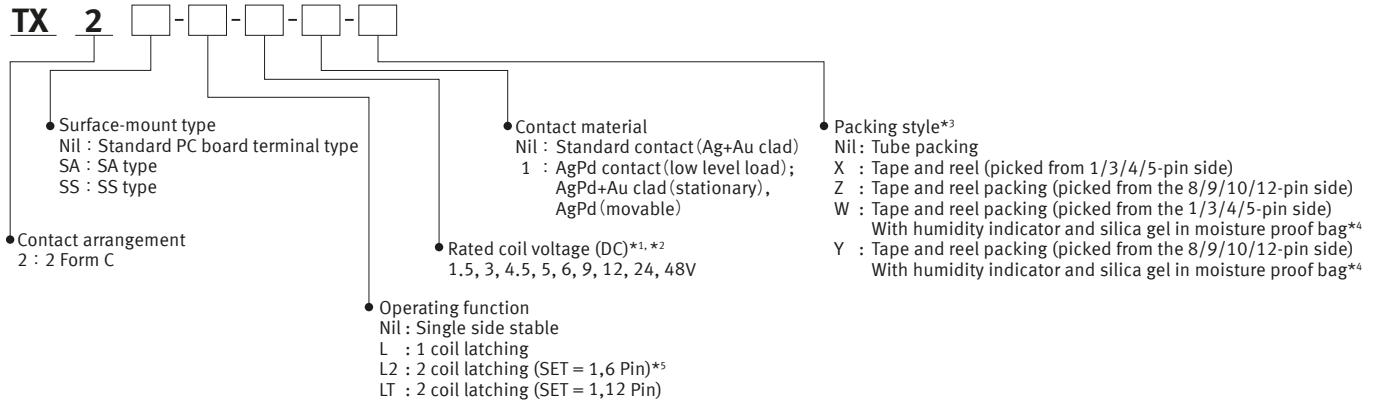 TX 2 - - - -
Surface-mount type
Nil : Standard PC board terminal type
SA : SA type
SS : SS type
Contact arrangement
2 : 2 Form C
Contact material
Nil : Standard contact (Ag+Au clad)
1 : AgPd contact (low level load);
AgPd+Au clad (stationary),
AgPd (movable)
Rated coil voltage (DC)*1, *2
1.5, 3, 4.5, 5, 6, 9, 12, 24, 48V
Operating function
Nil : Single side stable
L : 1 coil latching
L2 : 2 coil latching (SET = 1,6 Pin)*5
LT : 2 coil latching (SET = 1,12 Pin)
Packing style*3
Nil : Tube packing
X : Tape and reel (picked from 1/3/4/5-pin side)
Z : Tape and reel packing (picked from the 8/9/10/12-pin side)
W : Tape and reel packing (picked from the 1/3/4/5-pin side)
With humidity indicator and silica gel in moisture proof bag*4
Y : Tape and reel packing (picked from the 8/9/10/12-pin side)
With humidity indicator and silica gel in moisture proof bag*4